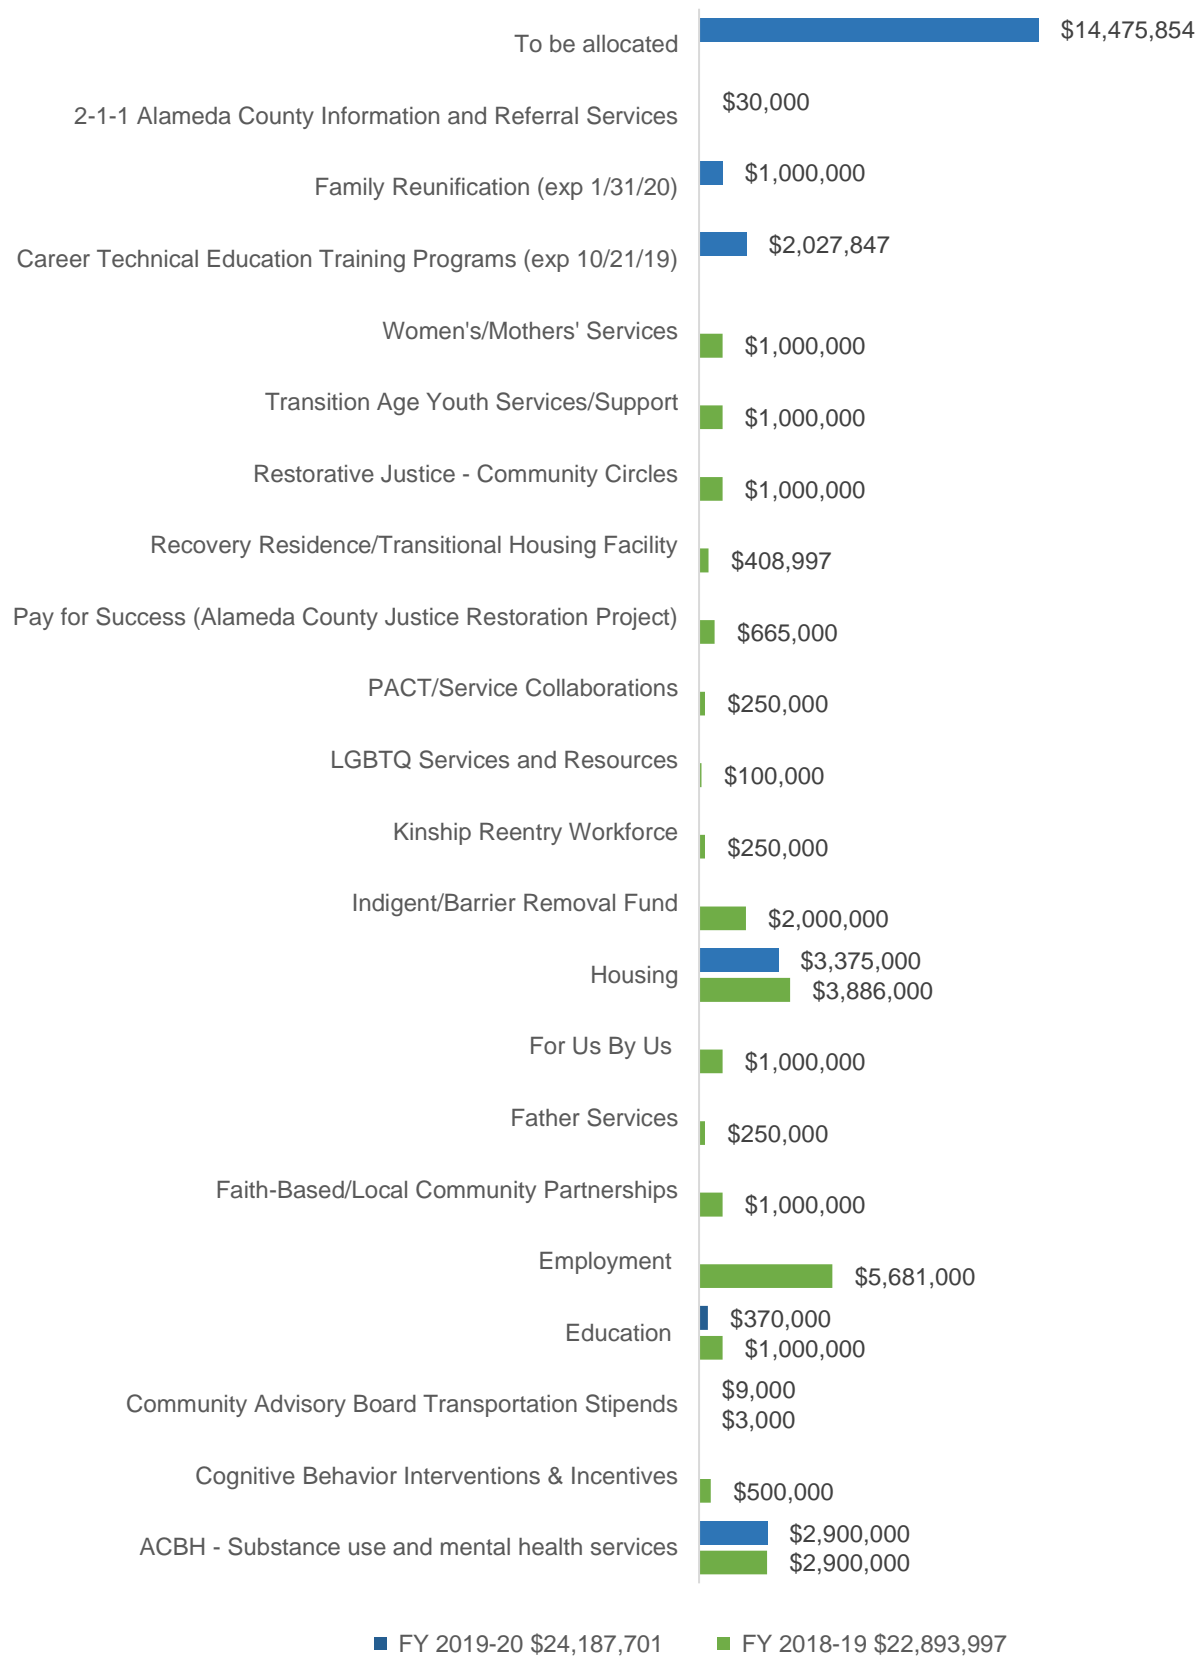 To be allocated $14,475,854
2-1-1 Alameda County Information and Referral Services $30,000
Family Reunification (exp 1/31/20) $1,000,000
Career Technical Education Training Programs (exp 10/21/19) $2,027,847
Women's/Mothers' Services $1,000,000
Transition Age Youth Services/Support $1,000,000
Restorative Justice - Community Circles $1,000,000
Recovery Residence/Transitional Housing Facility $408,997
Pay for Success (Alameda County Justice Restoration Project) $665,000
PACT/Service Collaborations $250,000
LGBTQ Services and Resources $100,000
Kinship Reentry Workforce $250,000
Indigent/Barrier Removal Fund $2,000,000
Housing $3,375,000
$3,886,000
For Us By Us $1,000,000
Father Services $250,000
Faith-Based/Local Community Partnerships $1,000,000
Employment $5,681,000
Education $370,000
$1,000,000
Community Advisory Board Transportation Stipends $9,000
$3,000
Cognitive Behavior Interventions & Incentives $500,000
ACBH - Substance use and mental health services $2,900,000
$2,900,000
FY 2019-20 $24,187,701 FY 2018-19 $22,893,997